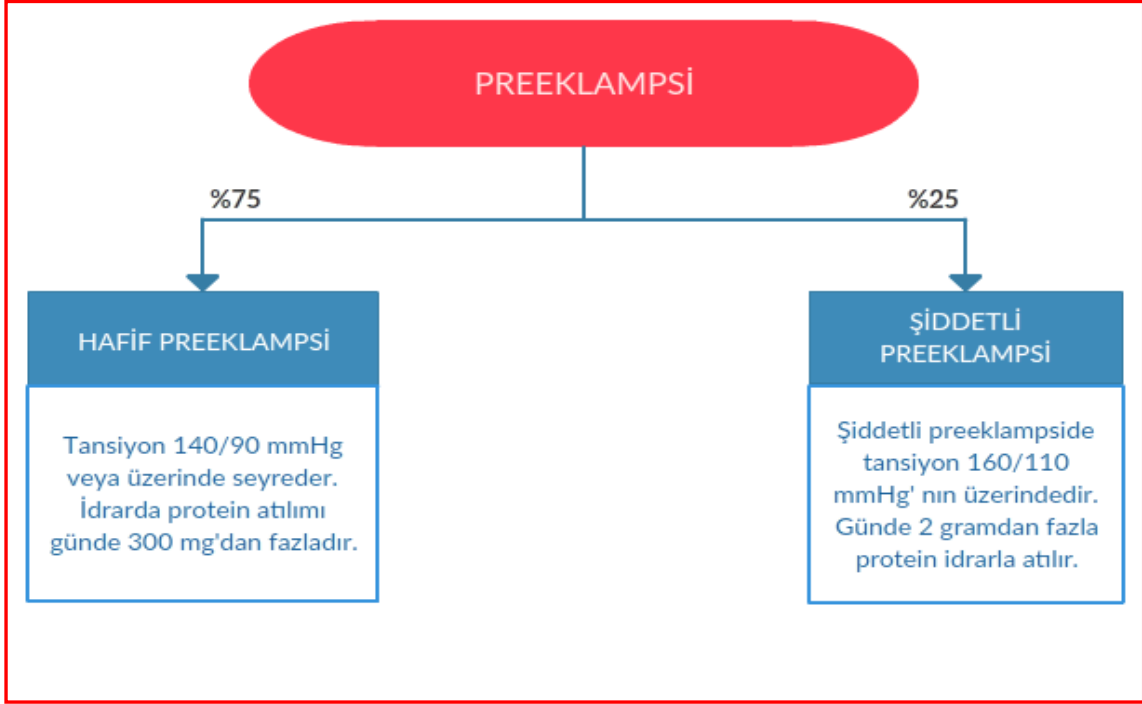 PREEKLAMPSİ
%75
%25
HAFİF PREEKLAMPSİ
Tansiyon 140/90 mmHg
veya üzerinde seyreder.
İdrarda protein atılımı
günde 300 mg'dan fazladır.
ŞİDDETLİ
PREEKLAMPSİ
Şiddetli preeklampside
tansiyon 160/110
mmHg' nın üzerindedir.
Günde 2 gramdan fazla
protein idrarla atılır.